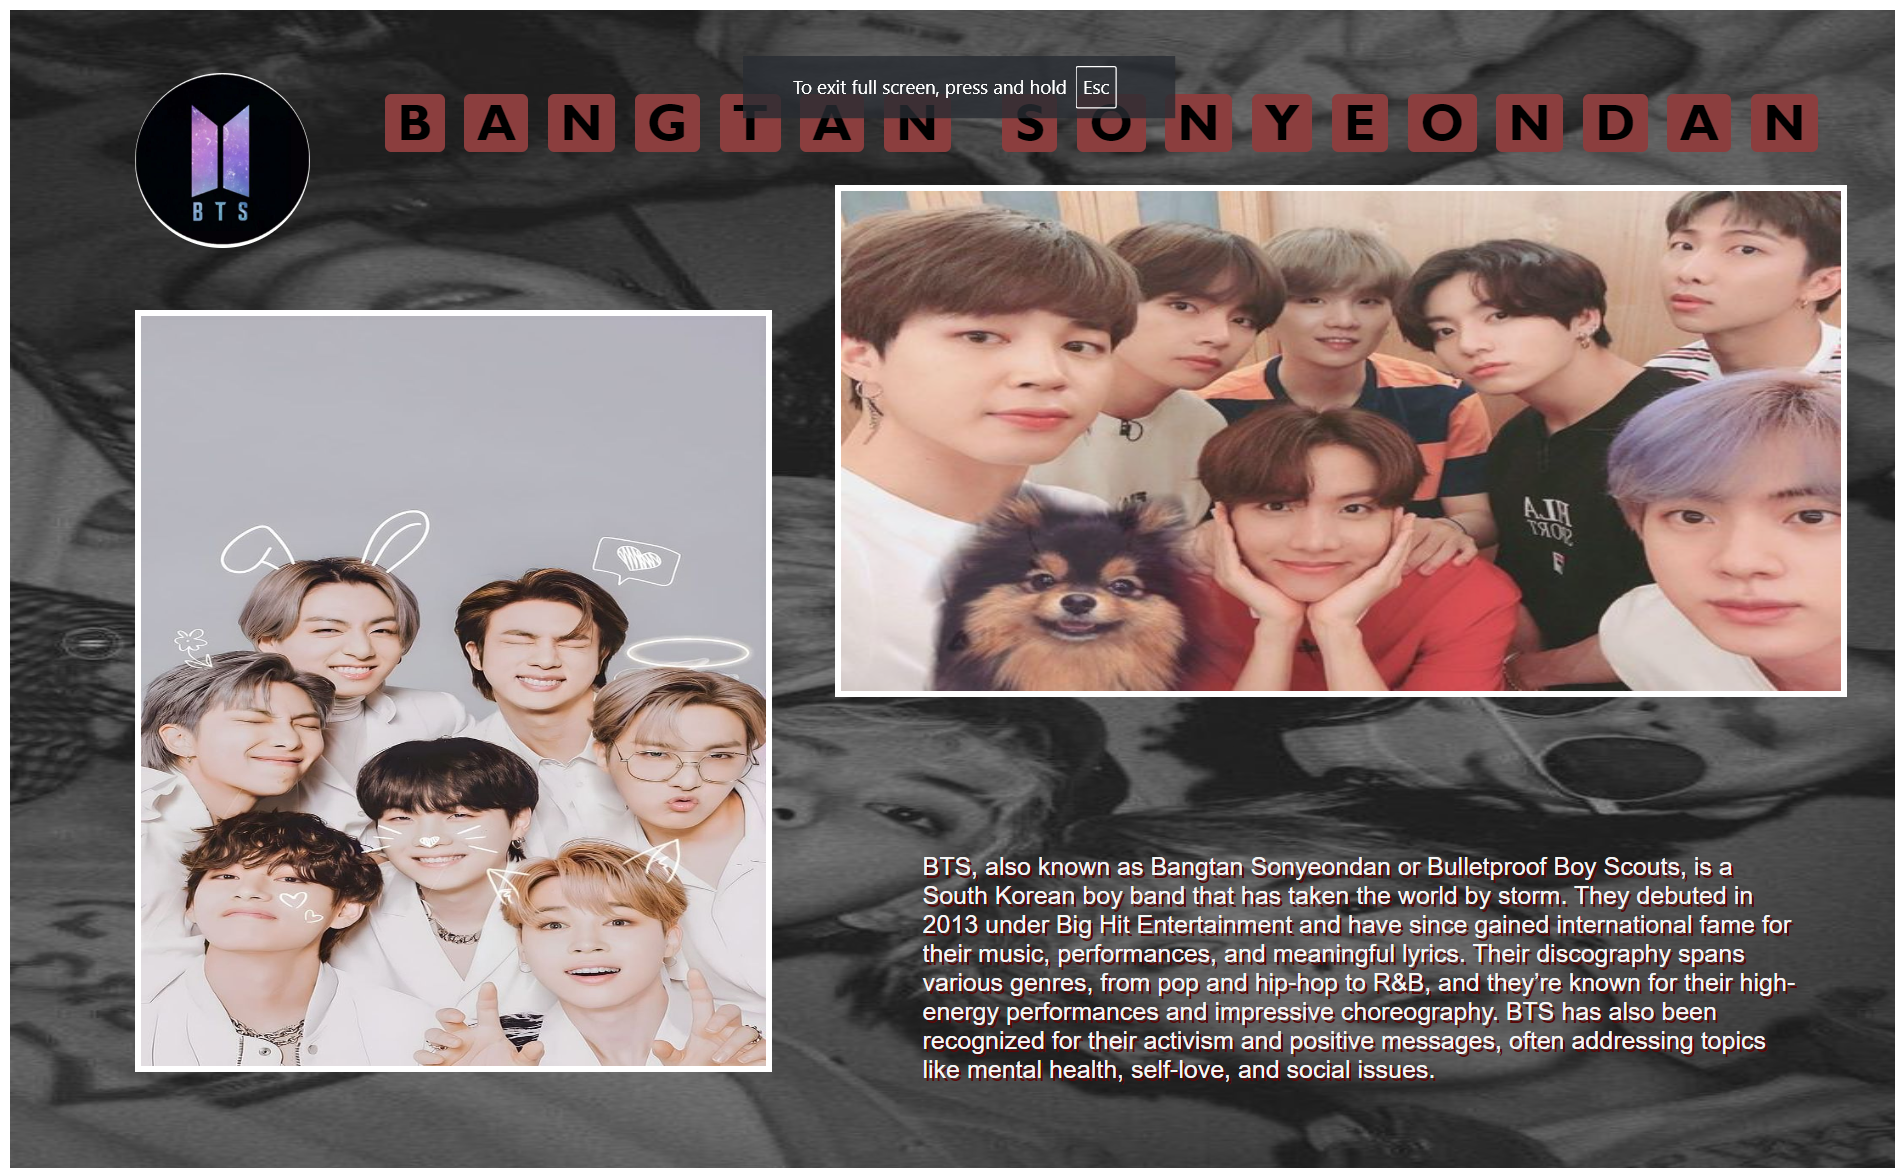 To exit full screen, press and hold Esc
BANGTAN SONYEONDAN
BTS
BTS, also known as Bangtan Sonyeondan or Bulletproof Boy Scouts, is a
South Korean boy band that has taken the world by storm. They debuted in
2013 under Big Hit Entertainment and have since gained international fame for
their music, performances, and meaningful lyrics. Their discography spans
various genres, from pop and hip-hop to R&B, and they’re known for their high-
energy performances and impressive choreography. BTS has also been
recognized for their activism and positive messages, often addressing topics
like mental health, self-love, and social issues.